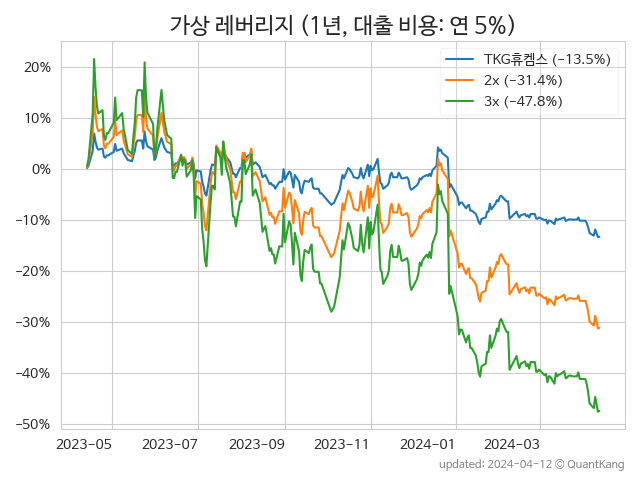 가상 레버리지 (1년, 대출 비용: 연 5%)
TKG휴켐스 (−13.5%)
2x (−31.4%)
3x (−47.8%)
20%
10%
0%
−10%
−20%
−30%
−40%
−50%
2023-05
2023-07
2023-09
2023-11
2024-01
2024-03
updated: 2024-04-12 © QuantKang